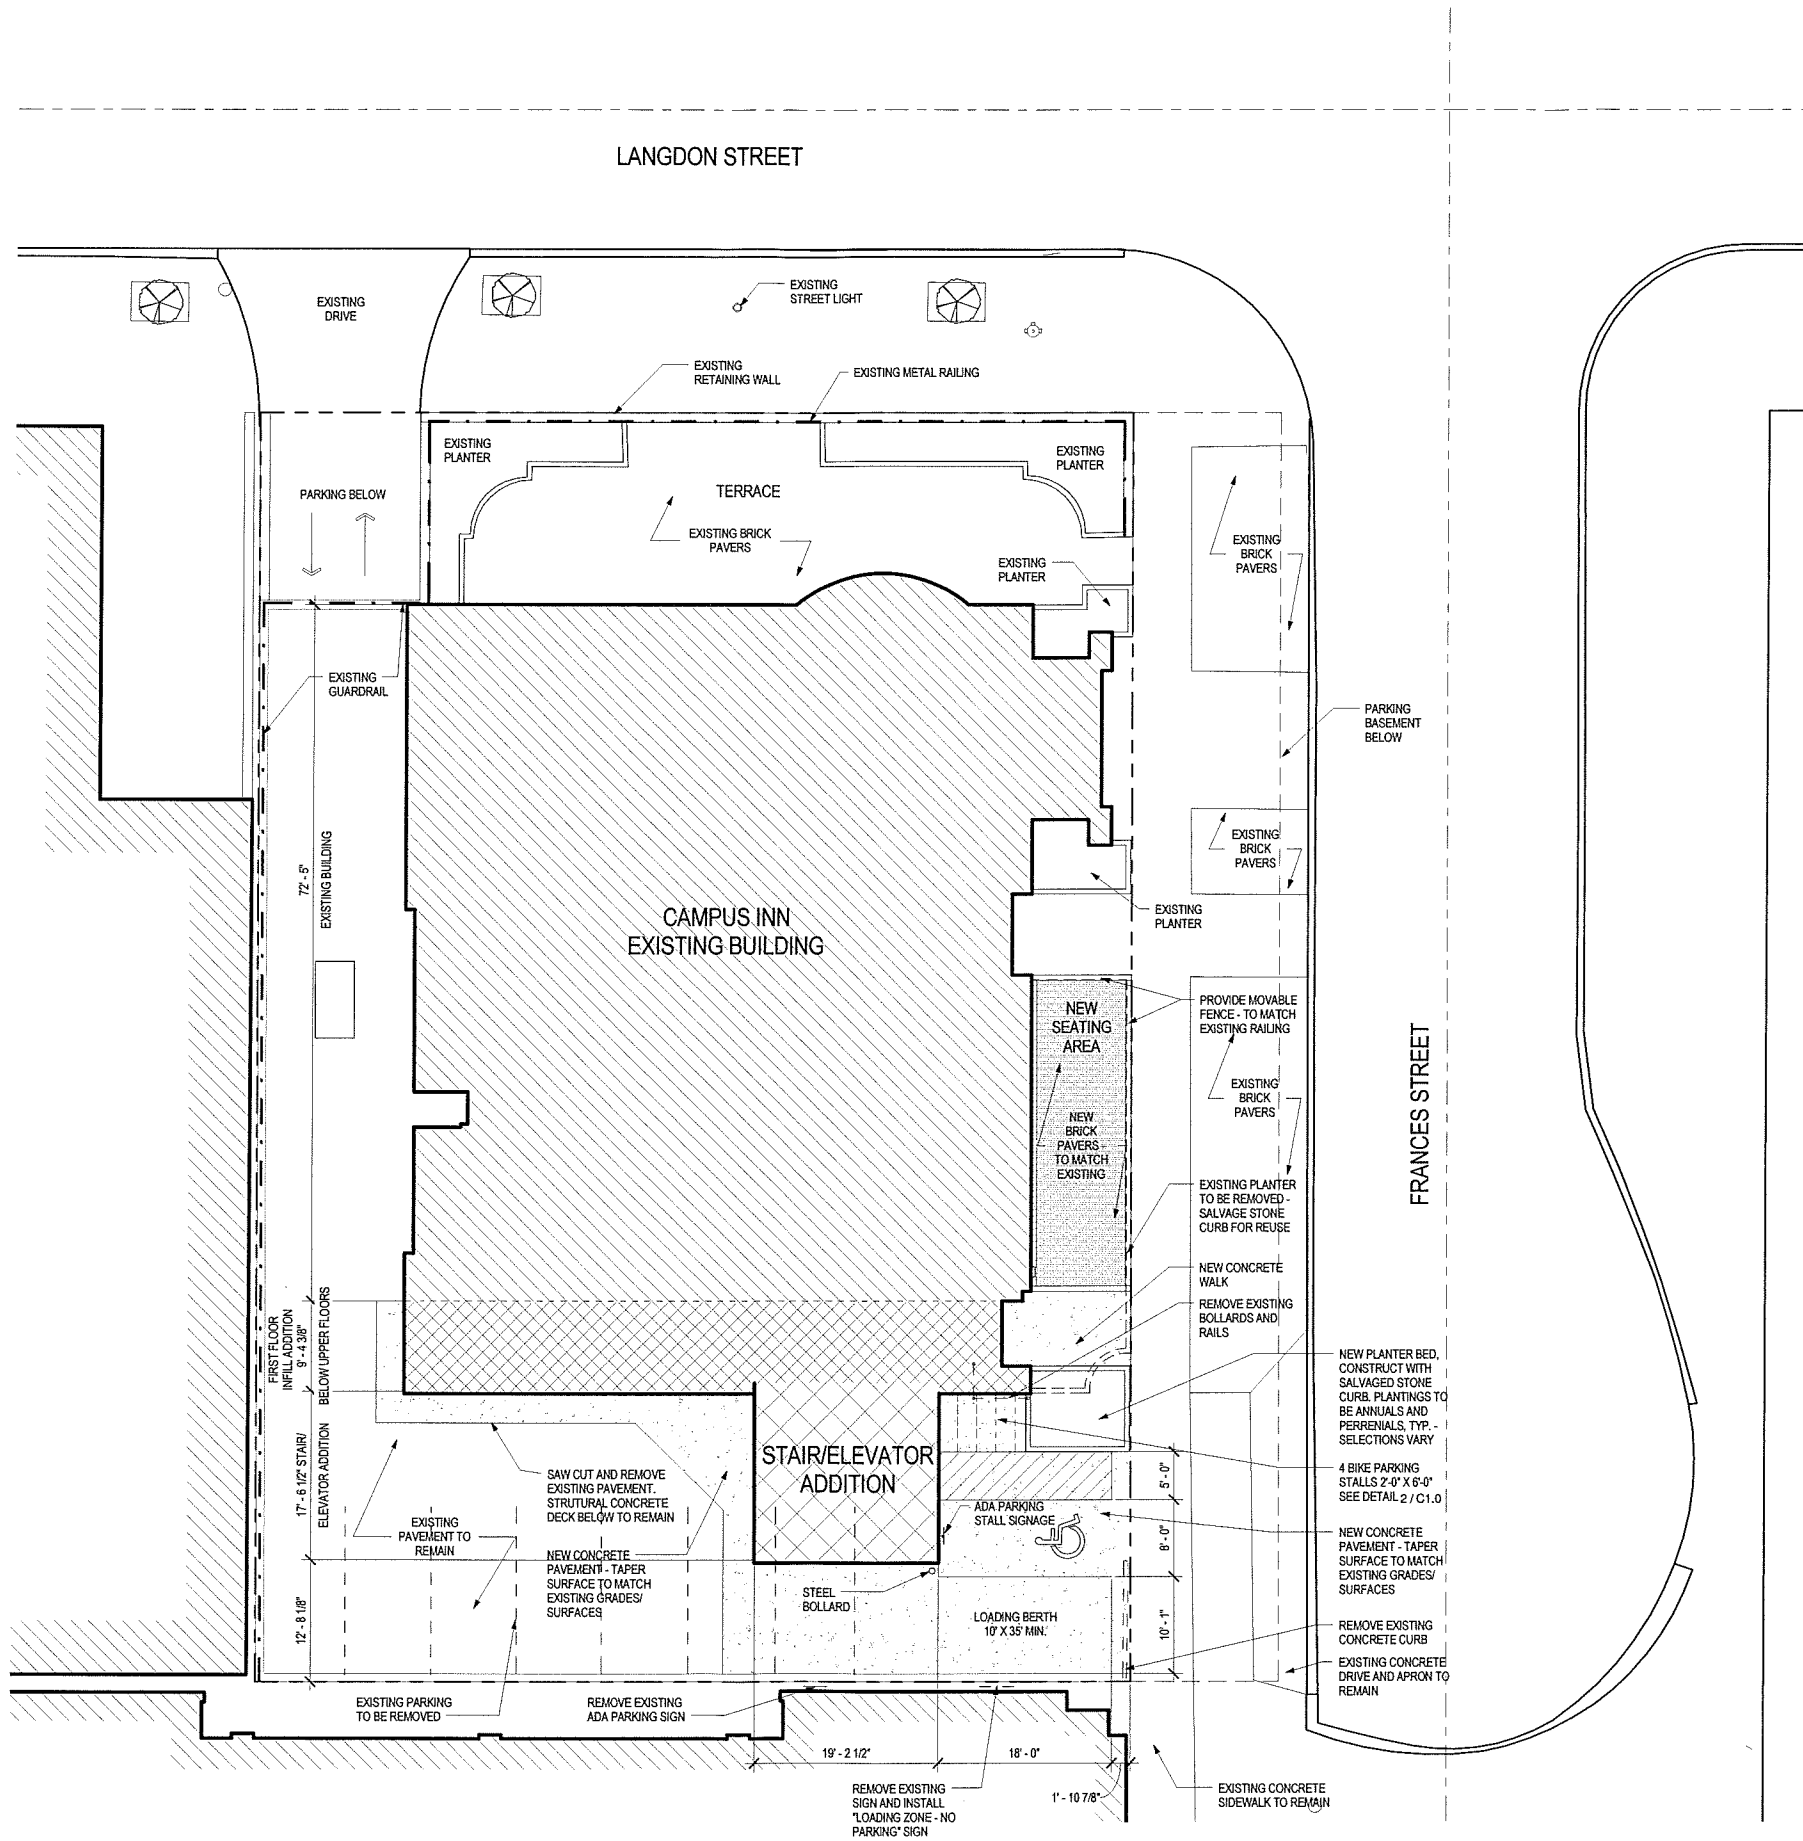 LANGDON STREET
EXISTING
DRIVE
EXISTING
STREET LIGHT
EXISTING
RETAINING WALL
EXISTING METAL RAILING
EXISTING
PLANTER
EXISTING
PLANTER
PARKING BELOW
TERRACE
EXISTING BRICK
PAVERS
EXISTING
BRICK
PAVERS
EXISTING
PLANTER
EXISTING
GUARDRAIL
PARKING
BASEMENT
BELOW
72' - 5"
EXISTING BUILDING
EXISTING
BRICK
PAVERS
CAMPUS INN
EXISTING BUILDING
EXISTING
PLANTER
NEW
SEATING
AREA
PROVIDE MOVABLE
FENCE - TO MATCH
EXISTING RAILING
FRANCES STREET
EXISTING
BRICK
PAVERS
NEW
BRICK
PAVERS
TO MATCH
EXISTING
EXISTING PLANTER
TO BE REMOVED -
SALVAGE STONE
CURB FOR REUSE
NEW CONCRETE
WALK
REMOVE EXISTING
BOLLARDS AND
RAILS
FIRST FLOOR
INFILL ADDITION
9' - 4 3/8"
BELOW UPPER FLOORS
NEW PLANTER BED,
CONSTRUCT WITH
SALVAGED STONE
CURB. PLANTINGS TO
BE ANNUALS AND
PERRENIALS, TYP. -
SELECTIONS VARY
17' - 6 1/2" STAIR/
ELEVATOR ADDITION
STAIR/ELEVATOR
ADDITION
SAW CUT AND REMOVE
EXISTING PAVEMENT.
STRUTURAL CONCRETE
DECK BELOW TO REMAIN
5' - 0"
4 BIKE PARKING
STALLS 2'-0" X 6'-0"
SEE DETAIL 2 / C1.0
ADA PARKING
STALL SIGNAGE
EXISTING
PAVEMENT TO
REMAIN
8' - 0"
NEW CONCRETE
PAVEMENT - TAPER
SURFACE TO MATCH
EXISTING GRADES/
SURFACES
NEW CONCRETE
PAVEMENT - TAPER
SURFACE TO MATCH
EXISTING GRADES/
SURFACES
STEEL
BOLLARD
12' - 8 1/8"
LOADING BERTH
10' X 35' MIN.
10' - 1"
REMOVE EXISTING
CONCRETE CURB
EXISTING CONCRETE
DRIVE AND APRON TO
REMAIN
EXISTING PARKING
TO BE REMOVED
REMOVE EXISTING
ADA PARKING SIGN
19' - 2 1/2"
18' - 0"
REMOVE EXISTING
SIGN AND INSTALL
"LOADING ZONE - NO
PARKING" SIGN
1' - 10 7/8"
EXISTING CONCRETE
SIDEWALK TO REMAIN